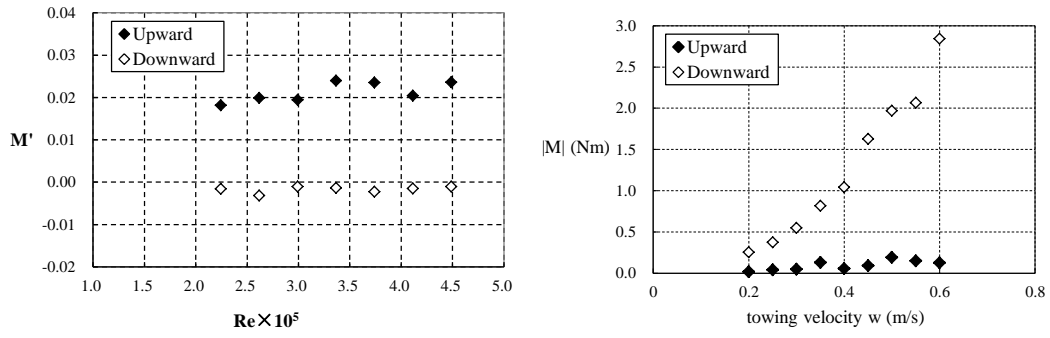 0.04
0.03
0.02
0.01
0.00
-0.01
-0.02
M'
Upward
Downward
1.0 1.5 2.0 2.5 3.0 3.5 4.0 4.5 5.0
Re×10⁵
3.0
2.5
2.0
1.5
1.0
0.5
0.0
|M| (Nm)
Upward
Downward
0 0.2 0.4 0.6 0.8
towing velocity w (m/s)